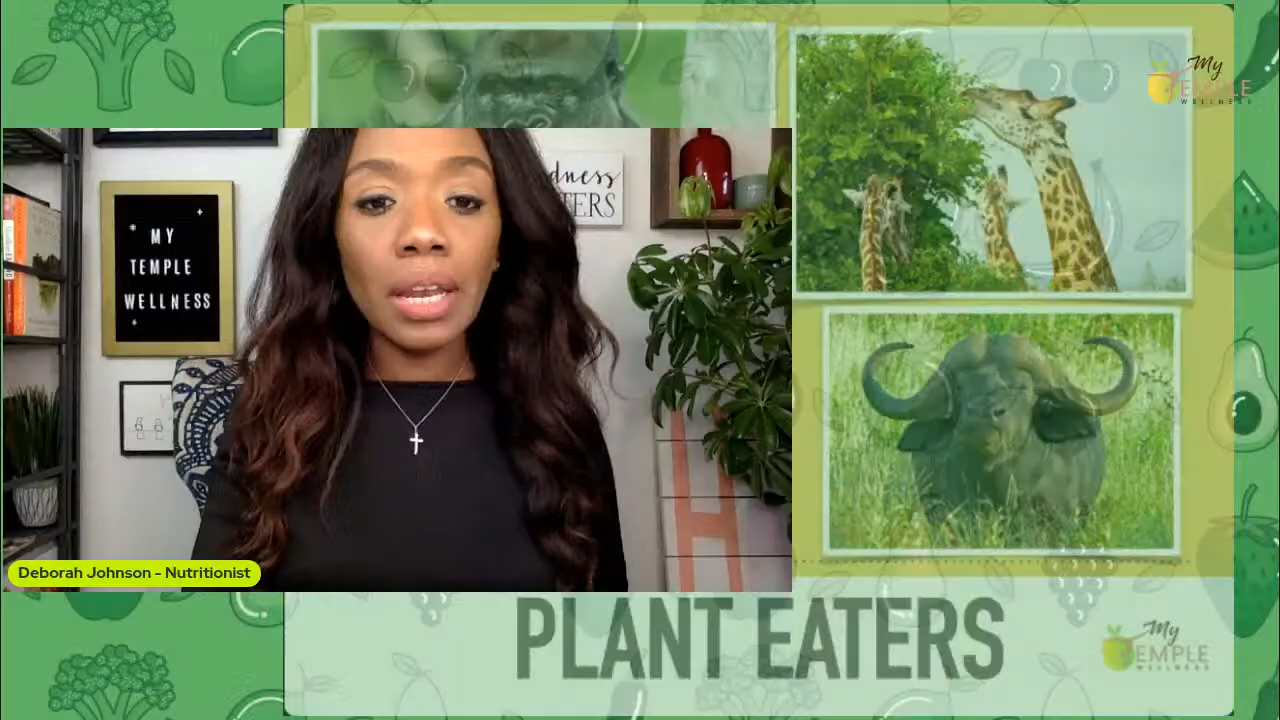 My
TEMPLE
WELLNESS
MY
TEMPLE
WELLNESS
Deborah Johnson - Nutritionist
PLANT EATERS
My
TEMPLE
WELLNESS